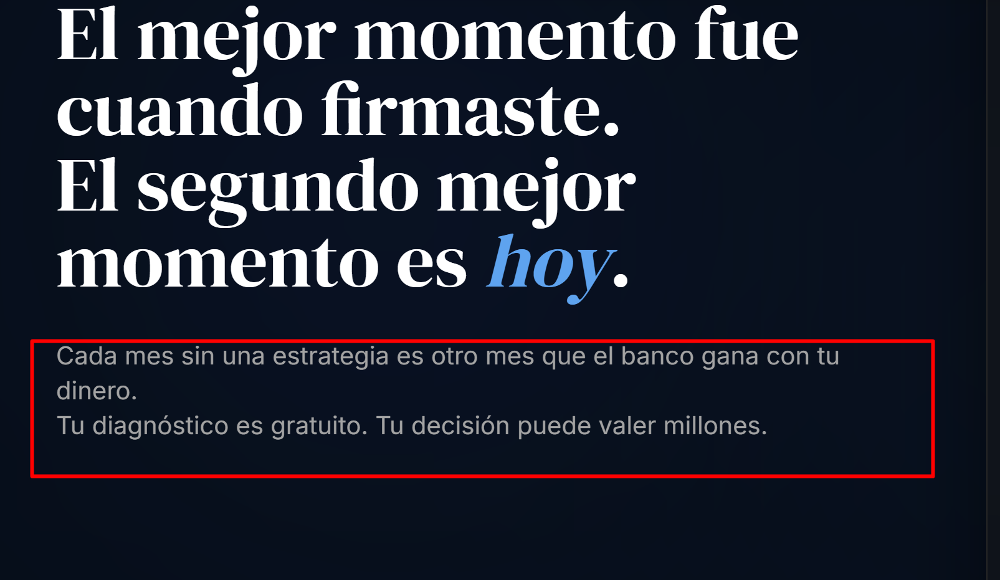 El mejor momento fue
cuando firmaste.
El segundo mejor
momento es hoy.
Cada mes sin una estrategia es otro mes que el banco gana con tu
dinero.
Tu diagnóstico es gratuito. Tu decisión puede valer millones.